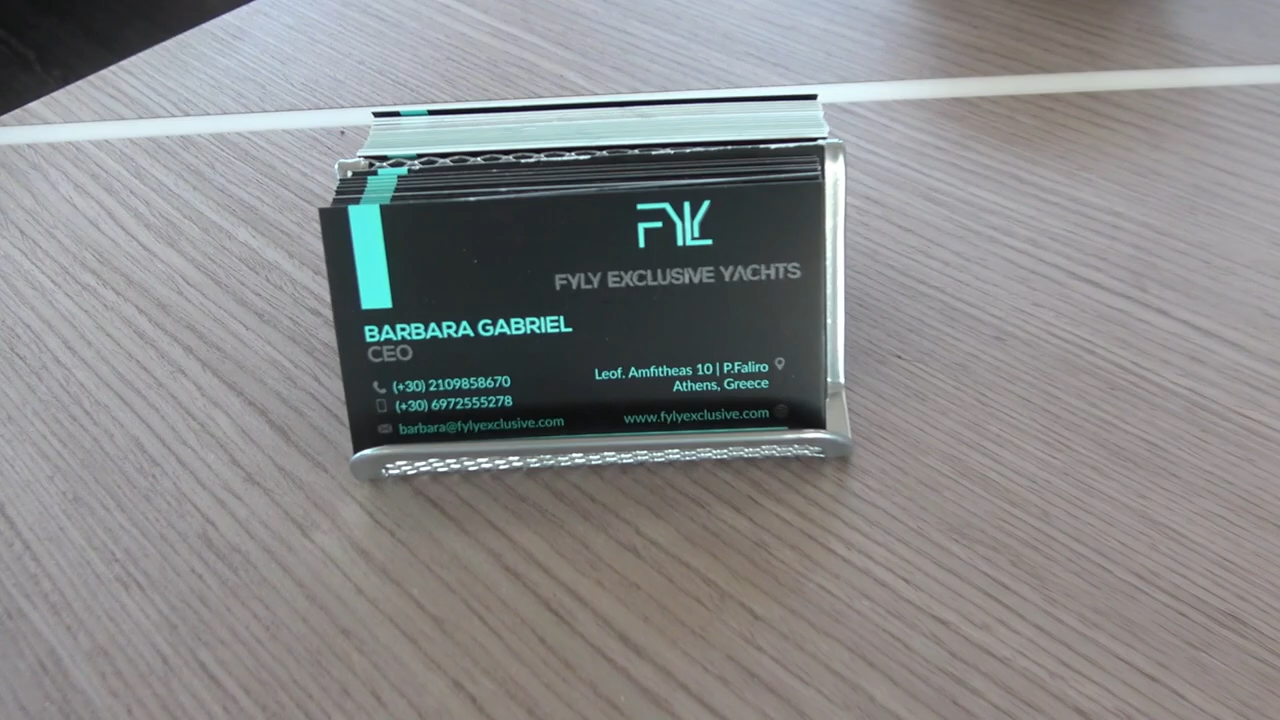 FYLY
FYLY EXCLUSIVE YACHTS
BARBARA GABRIEL
CEO
(+30) 2109858670
(+30) 6972555278
barbara@fylyexclusive.com
Leof. Amfitheas 10 | P.Faliro
Athens, Greece
www.fylyexclusive.com